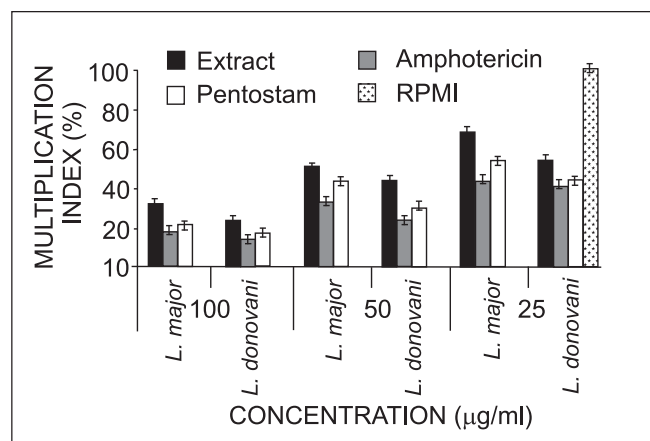 Extract
Amphotericin
Pentostam
RPMI
MULTIPLICATION
INDEX (%)
100
80
60
40
20
10
L. major
100
L. donovani
L. major
50
L. donovani
L. major
25
L. donovani
CONCENTRATION (µg/ml)